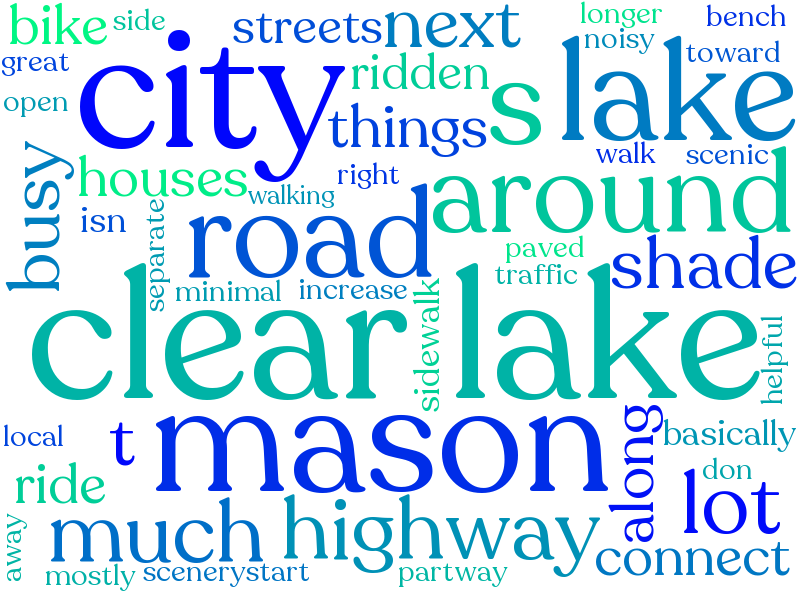 bike
side
streets
next
longer
bench
noisy
great
city
ridden
s
lake
toward
open
things
walk
scenic
busy
houses
walking
right
around
isn
separate
road
paved
shade
minimal
increase
traffic
clear lake
sidewalk
helpful
local
t
mason
along
basically
ride
lot
don
away
much
highway
connect
mostly
scenery
start
partway